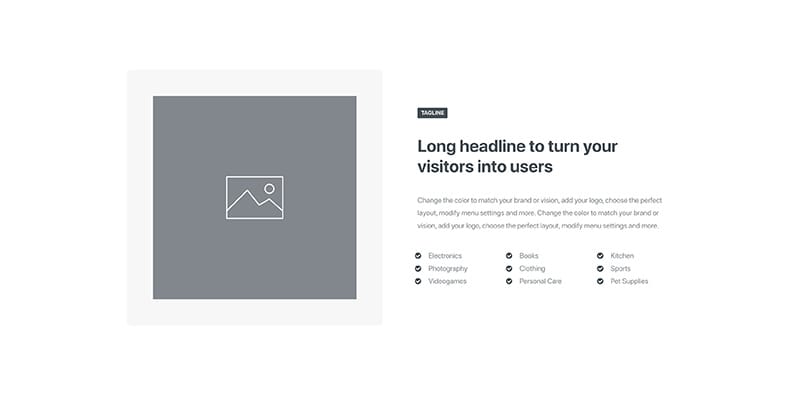 TAGLINE
Long headline to turn your
visitors into users
Change the color to match your brand or vision, add your logo, choose the perfect
layout, modify menu settings and more. Change the color to match your brand or
vision, add your logo, choose the perfect layout, modify menu settings and more.
Electronics Books Kitchen
Photography Clothing Sports
Videogames Personal Care Pet Supplies